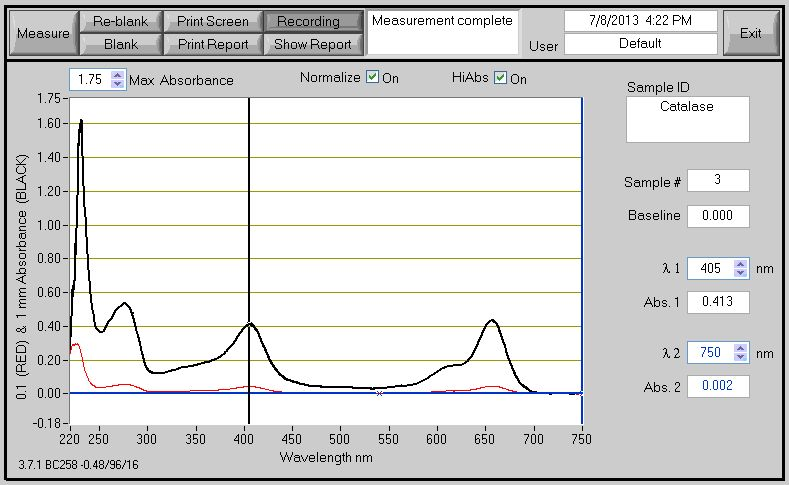 Measure
Re-blank
Print Screen
Recording
Blank
Print Report
Show Report
Measurement complete
7/8/2013 4:22 PM
User
Default
Exit
1.75 Max Absorbance
Normalize On
HiAbs On
Sample ID
Catalase
Sample # 3
Baseline 0.000
λ 1 405 nm
Abs. 1 0.413
λ 2 750 nm
Abs. 2 0.002
0.1 (RED) & 1 mm Absorbance (BLACK)
1.75
1.60
1.40
1.20
1.00
0.80
0.60
0.40
0.20
0.00
-0.18
220 250 300 350 400 450 500 550 600 650 700 750
Wavelength nm
3.7.1 BC258 -0.48/96/16